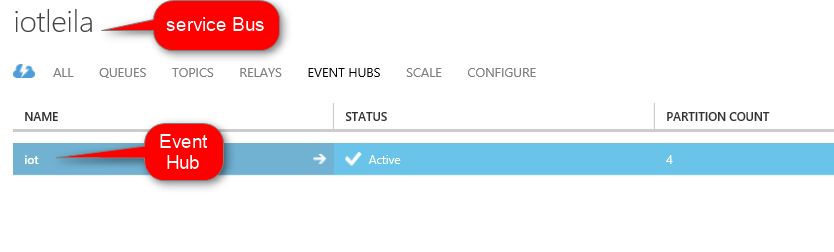 iotleila
service Bus
ALL QUEUES TOPICS RELAYS EVENT HUBS SCALE CONFIGURE
NAME STATUS PARTITION COUNT
Event
Hub
iot Active 4